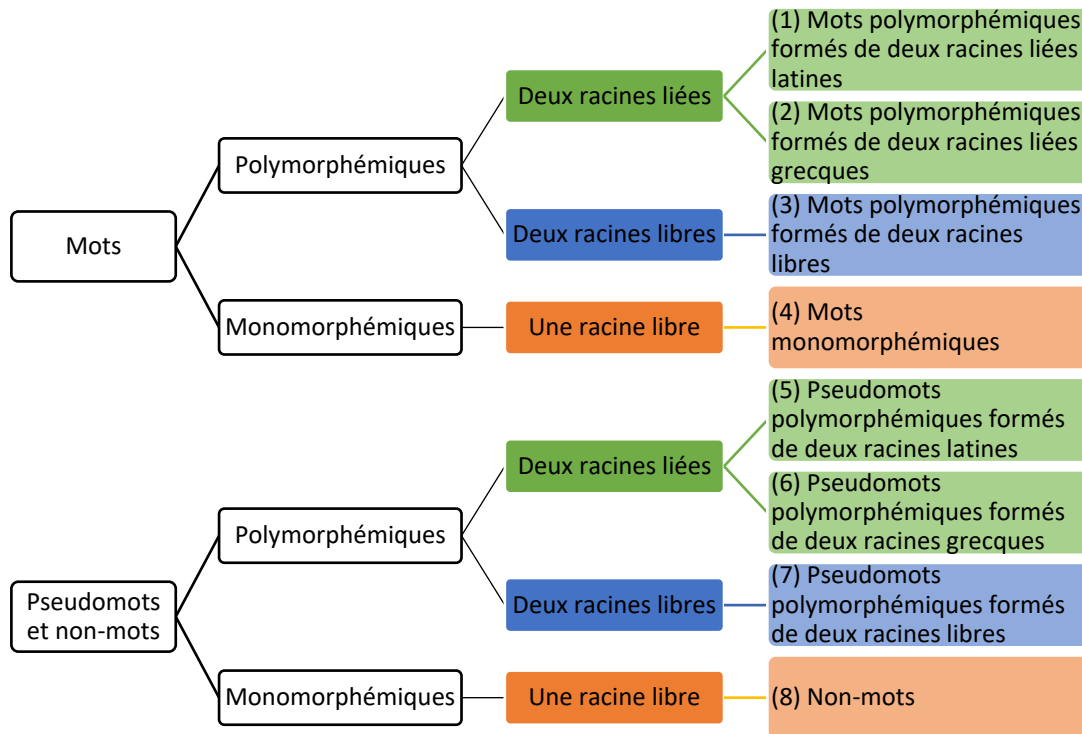 (1) Mots polymorphémiques
formés de deux racines liées
latines
Deux racines liées
(2) Mots polymorphémiques
formés de deux racines liées
grecques
Polymorphémiques
Deux racines libres
(3) Mots polymorphémiques
formés de deux racines
libres
Mots
Monomorphémiques
Une racine libre
(4) Mots
monomorphémiques
(5) Pseudomots
polymorphémiques formés
de deux racines latines
Deux racines liées
(6) Pseudomots
polymorphémiques formés
de deux racines grecques
Polymorphémiques
Deux racines libres
(7) Pseudomots
polymorphémiques formés
de deux racines libres
Pseudomots
et non-mots
Monomorphémiques
Une racine libre
(8) Non-mots